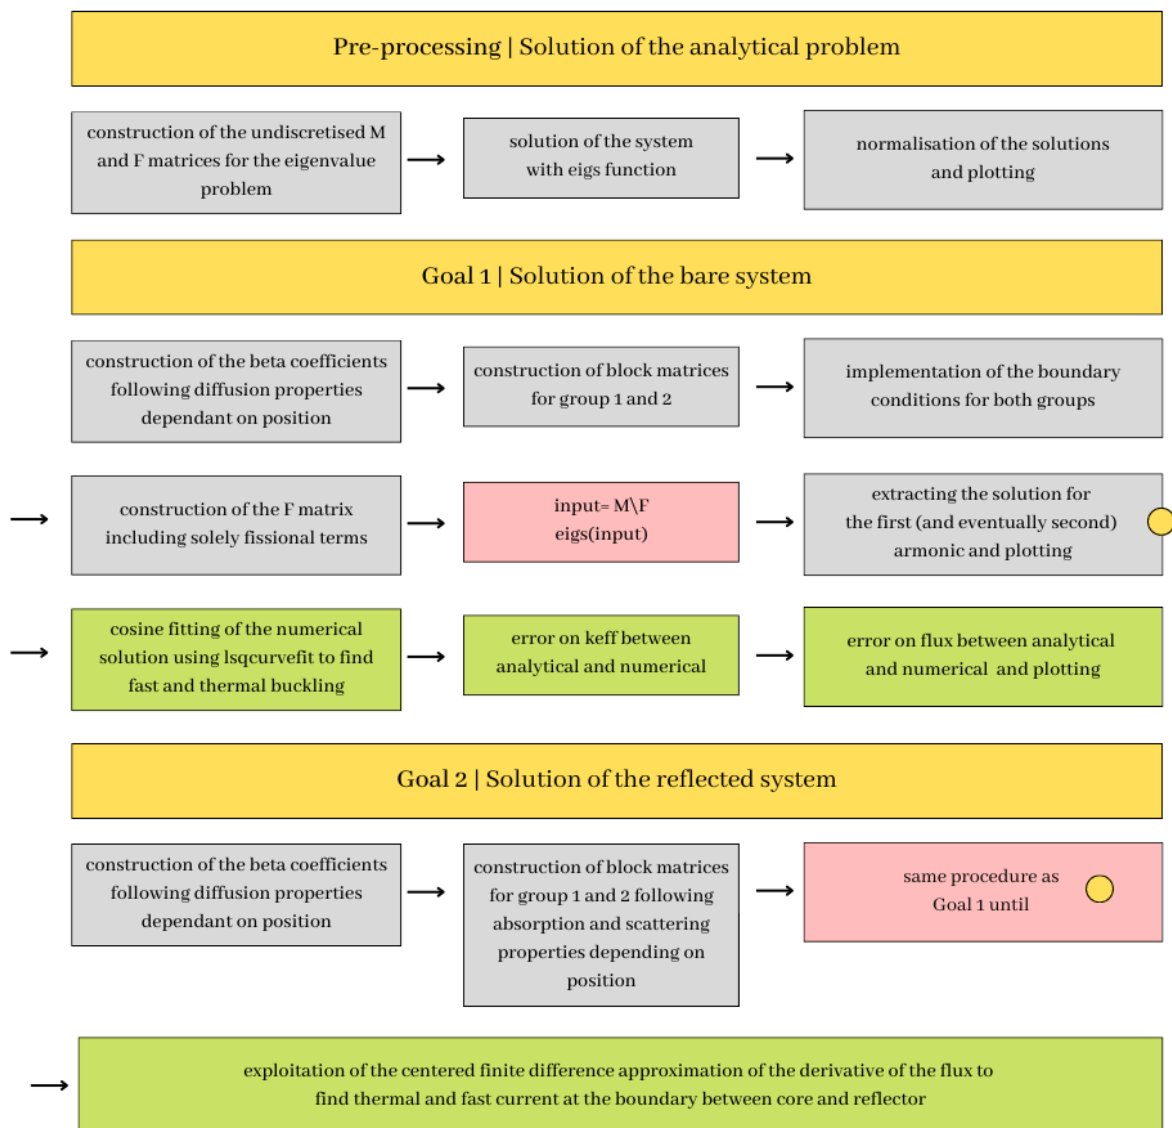 Pre-processing | Solution of the analytical problem
construction of the undiscretised M
and F matrices for the eigenvalue
problem
solution of the system
with eigs function
normalisation of the solutions
and plotting
Goal 1 | Solution of the bare system
construction of the beta coefficients
following diffusion properties
dependant on position
construction of block matrices
for group 1 and 2
implementation of the boundary
conditions for both groups
construction of the F matrix
including solely fissional terms
input= M\F
eigs(input)
extracting the solution for
the first (and eventually second)
armonic and plotting
cosine fitting of the numerical
solution using lsqcurvefit to find
fast and thermal buckling
error on keff between
analytical and numerical
error on flux between analytical
and numerical and plotting
Goal 2 | Solution of the reflected system
construction of the beta coefficients
following diffusion properties
dependant on position
construction of block matrices
for group 1 and 2 following
absorption and scattering
properties depending on
position
same procedure as
Goal 1 until
exploitation of the centered finite difference approximation of the derivative of the flux to
find thermal and fast current at the boundary between core and reflector